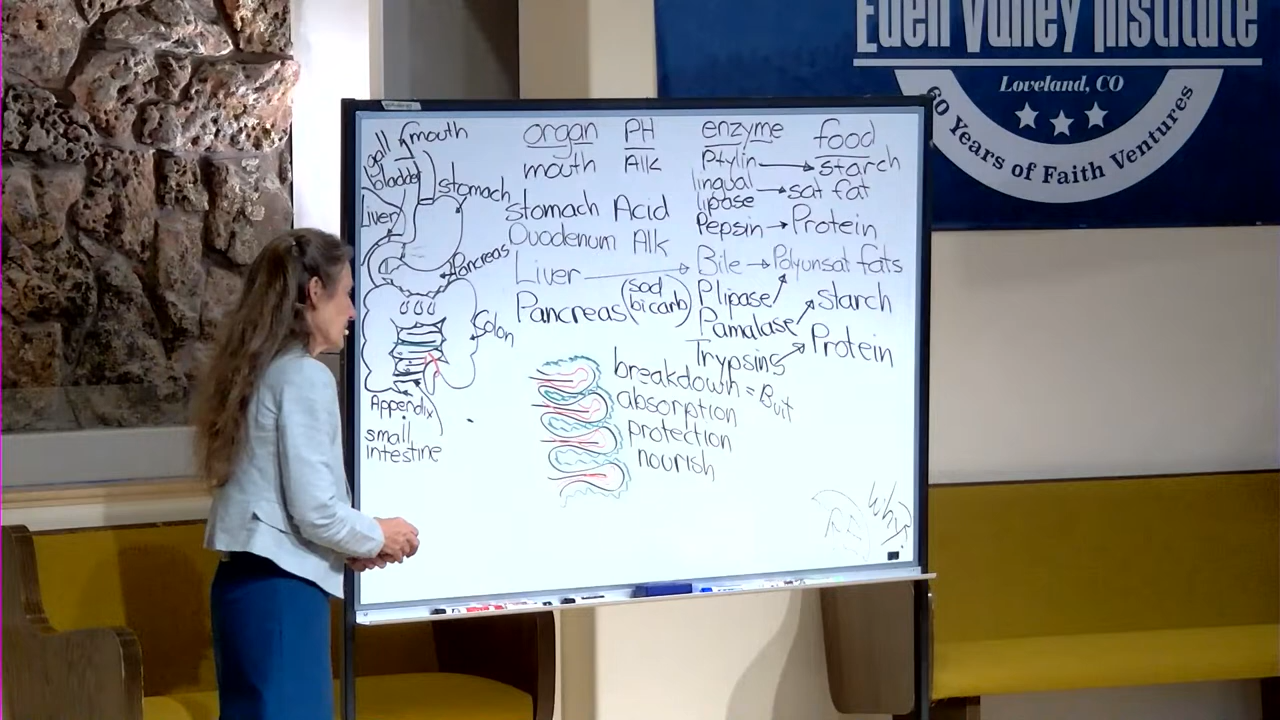 Eden Valley Institute
Loveland, CO
60 Years of Faith Ventures
gall bladder
mouth
stomach
Liver
Pancreas
Colon
Appendix
small intestine
organ PH enzyme food
mouth Alk Ptylin → starch
lingual lipase → sat fat
Stomach Acid Pepsin → Protein
Duodenum Alk
Liver → Bile → Polyunsat fats
Pancreas (sod bicarb) Plipase
Pamalase → starch
Trypsins → Protein
breakdown = Buit
absorption
protection
nourish
Why?